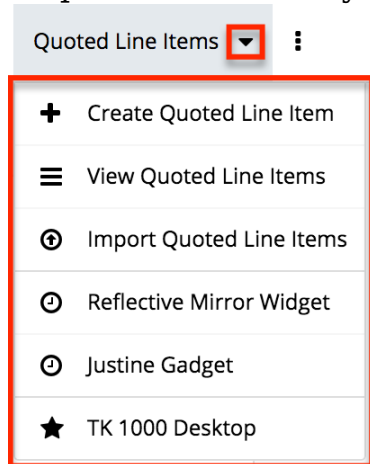 Quoted Line Items
Create Quoted Line Item
View Quoted Line Items
Import Quoted Line Items
Reflective Mirror Widget
Justine Gadget
TK 1000 Desktop